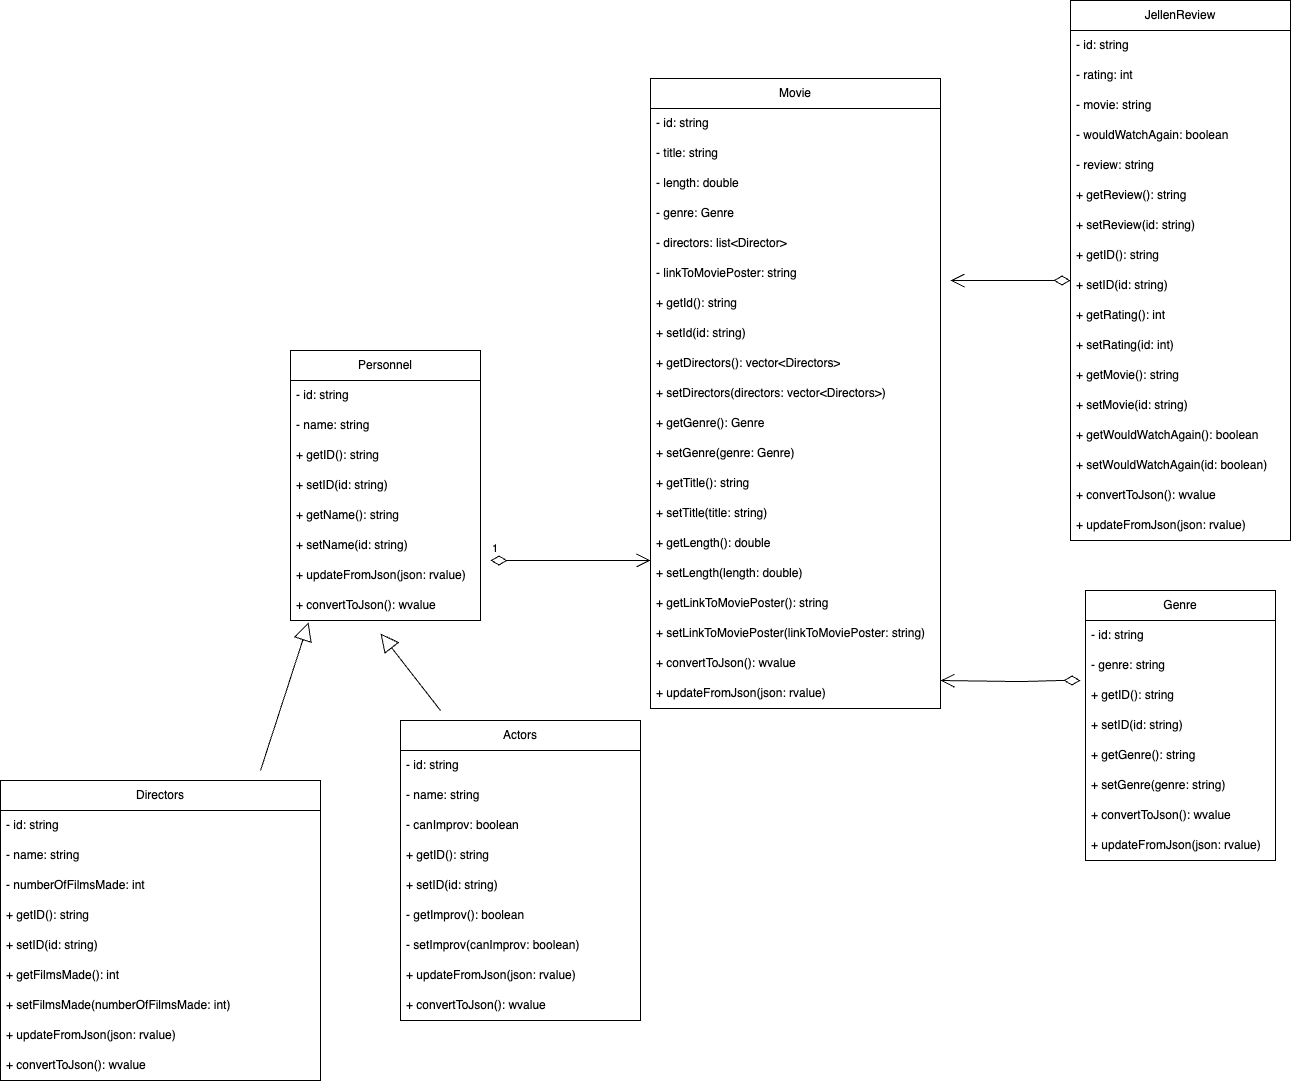 JellenReview
- id: string
- rating: int
- movie: string
- wouldWatchAgain: boolean
- review: string
+ getReview(): string
+ setReview(id: string)
+ getID(): string
+ setID(id: string)
+ getRating(): int
+ setRating(id: int)
+ getMovie(): string
+ setMovie(id: string)
+ getWouldWatchAgain(): boolean
+ setWouldWatchAgain(id: boolean)
+ convertToJson(): wvalue
+ updateFromJson(json: rvalue)
Movie
- id: string
- title: string
- length: double
- genre: Genre
- directors: list<Director>
- linkToMoviePoster: string
+ getId(): string
+ setId(id: string)
+ getDirectors(): vector<Directors>
+ setDirectors(directors: vector<Directors>)
+ getGenre(): Genre
+ setGenre(genre: Genre)
+ getTitle(): string
+ setTitle(title: string)
+ getLength(): double
+ setLength(length: double)
+ getLinkToMoviePoster(): string
+ setLinkToMoviePoster(linkToMoviePoster: string)
+ convertToJson(): wvalue
+ updateFromJson(json: rvalue)
Personnel
- id: string
- name: string
+ getID(): string
+ setID(id: string)
+ getName(): string
+ setName(id: string)
+ updateFromJson(json: rvalue)
+ convertToJson(): wvalue
1
Genre
- id: string
- genre: string
+ getID(): string
+ setID(id: string)
+ getGenre(): string
+ setGenre(genre: string)
+ convertToJson(): wvalue
+ updateFromJson(json: rvalue)
Actors
- id: string
- name: string
- canImprov: boolean
+ getID(): string
+ setID(id: string)
- getImprov(): boolean
- setImprov(canImprov: boolean)
+ updateFromJson(json: rvalue)
+ convertToJson(): wvalue
Directors
- id: string
- name: string
- numberOfFilmsMade: int
+ getID(): string
+ setID(id: string)
+ getFilmsMade(): int
+ setFilmsMade(numberOfFilmsMade: int)
+ updateFromJson(json: rvalue)
+ convertToJson(): wvalue